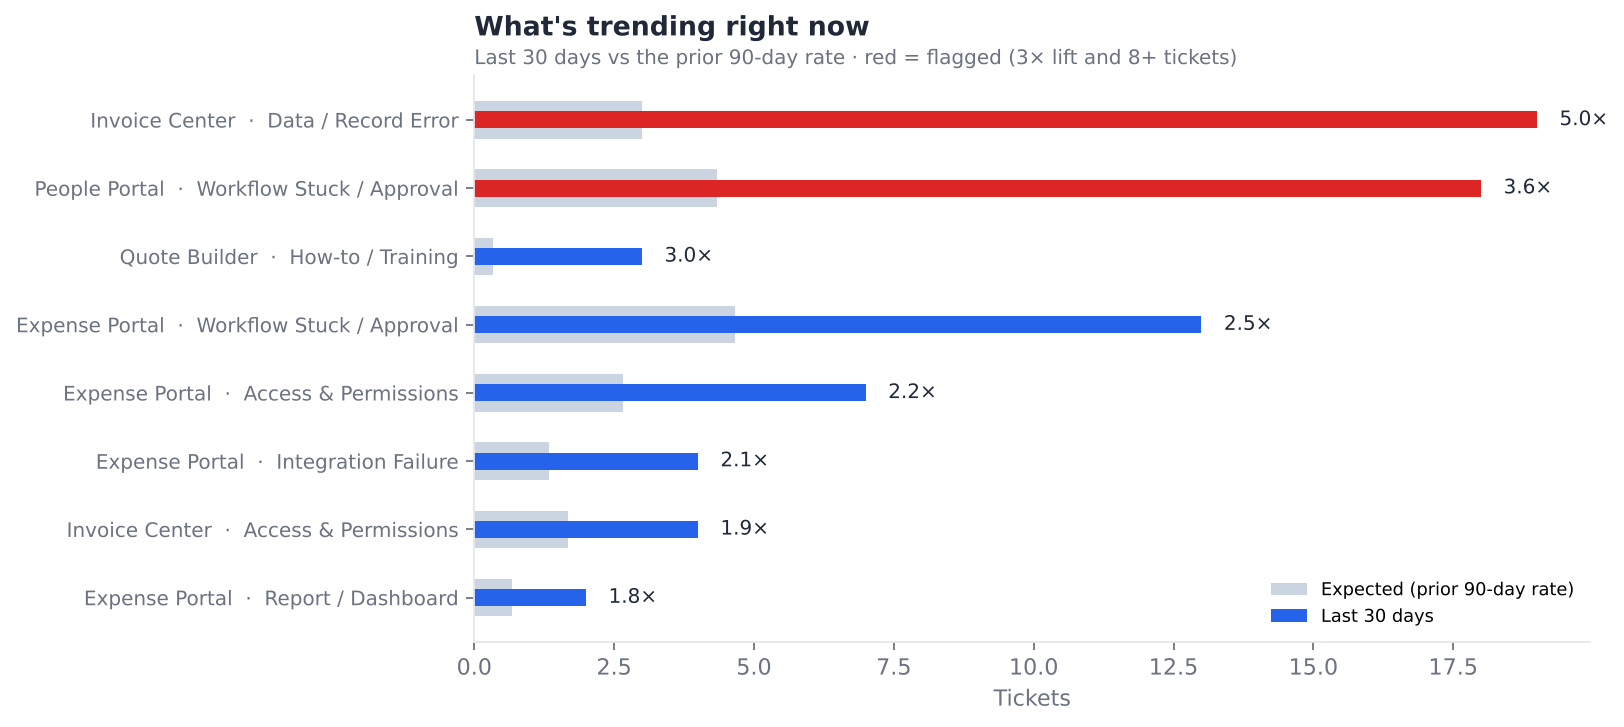 What's trending right now
Last 30 days vs the prior 90-day rate · red = flagged (3× lift and 8+ tickets)
Invoice Center · Data / Record Error 5.0×
People Portal · Workflow Stuck / Approval 3.6×
Quote Builder · How-to / Training 3.0×
Expense Portal · Workflow Stuck / Approval 2.5×
Expense Portal · Access & Permissions 2.2×
Expense Portal · Integration Failure 2.1×
Invoice Center · Access & Permissions 1.9×
Expense Portal · Report / Dashboard 1.8×
Expected (prior 90-day rate)
Last 30 days
0.0 2.5 5.0 7.5 10.0 12.5 15.0 17.5
Tickets